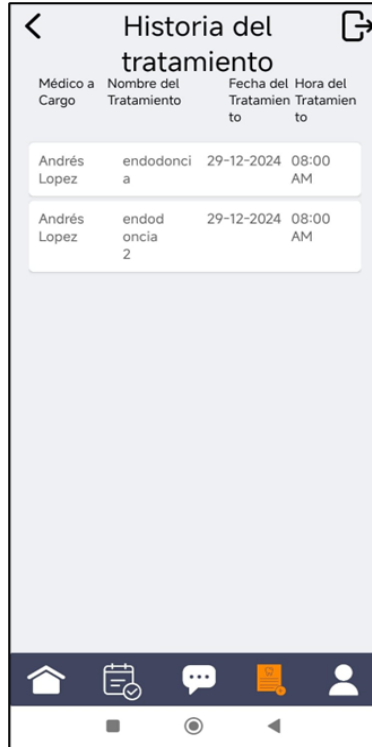 Historia del
tratamiento
Médico a Nombre del Fecha del Hora del
Cargo Tratamiento Tratamien Tratamien
to to
Andrés endodonci 29-12-2024 08:00
Lopez a AM
Andrés endod 29-12-2024 08:00
Lopez oncia AM
2